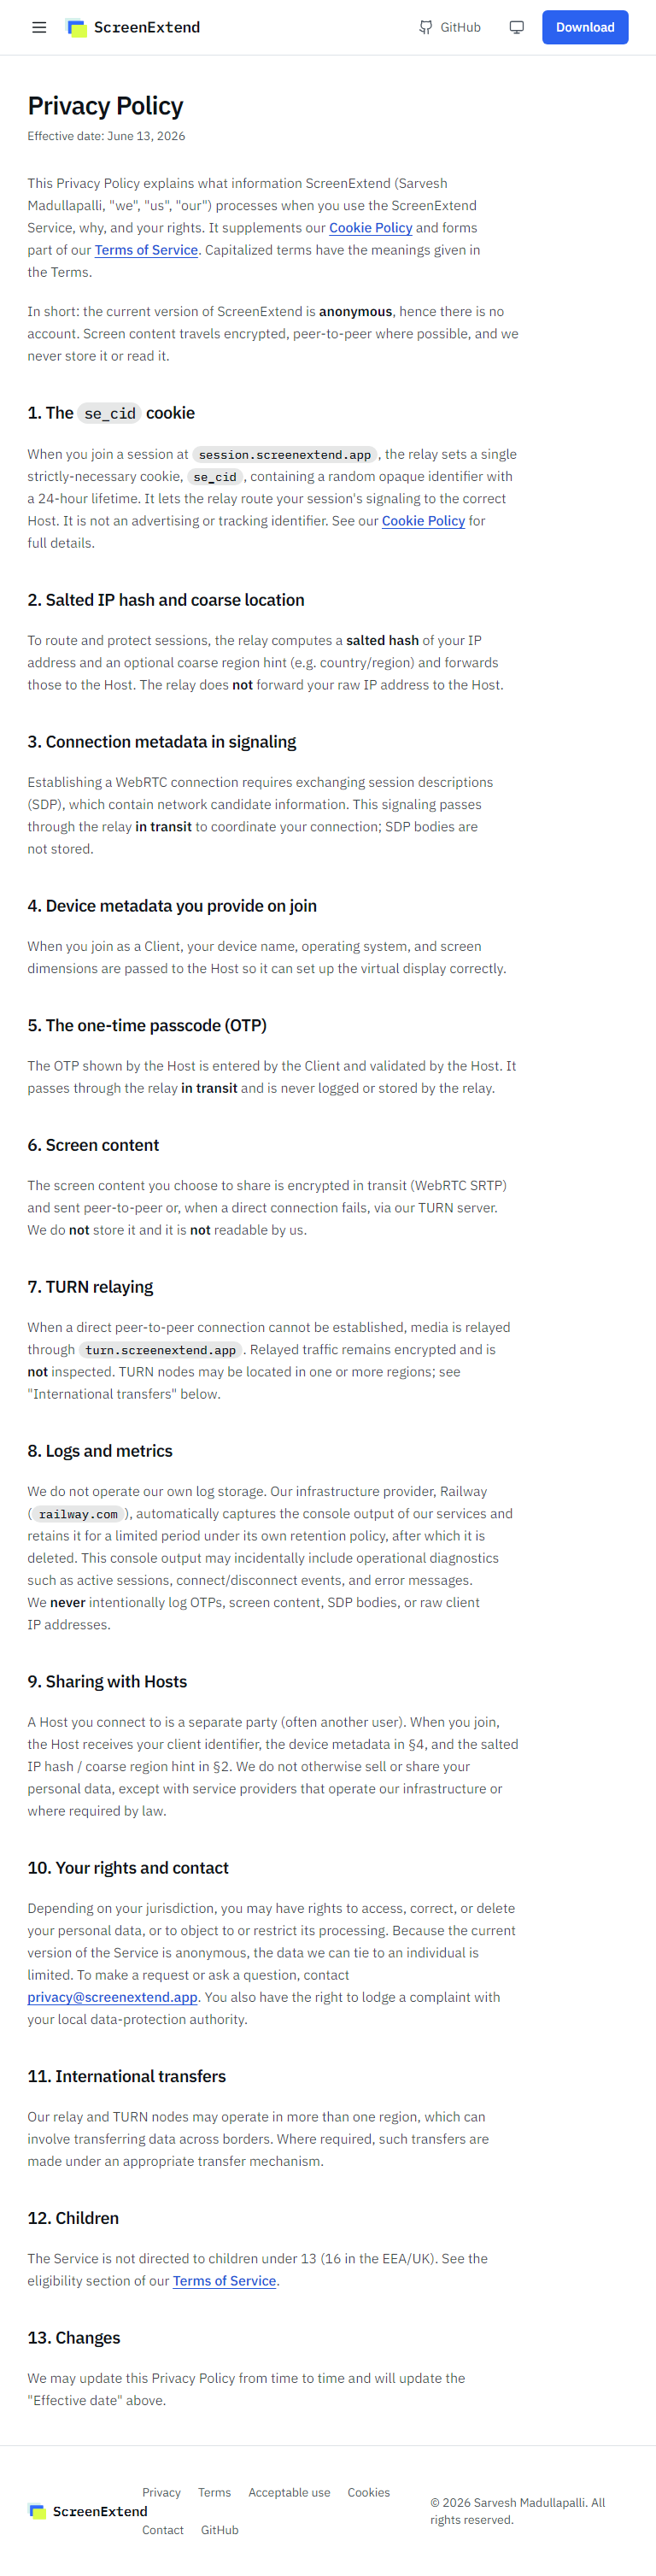 ScreenExtend
GitHub
Download
Privacy Policy
Effective date: June 13, 2026
This Privacy Policy explains what information ScreenExtend (Sarvesh
Madullapalli, "we", "us", "our") processes when you use the ScreenExtend
Service, why, and your rights. It supplements our Cookie Policy and forms
part of our Terms of Service. Capitalized terms have the meanings given in
the Terms.
In short: the current version of ScreenExtend is anonymous, hence there is no
account. Screen content travels encrypted, peer-to-peer where possible, and we
never store it or read it.
1. The se_cid cookie
When you join a session at session.screenextend.app, the relay sets a single
strictly-necessary cookie, se_cid, containing a random opaque identifier with
a 24-hour lifetime. It lets the relay route your session's signaling to the correct
Host. It is not an advertising or tracking identifier. See our Cookie Policy for
full details.
2. Salted IP hash and coarse location
To route and protect sessions, the relay computes a salted hash of your IP
address and an optional coarse region hint (e.g. country/region) and forwards
those to the Host. The relay does not forward your raw IP address to the Host.
3. Connection metadata in signaling
Establishing a WebRTC connection requires exchanging session descriptions
(SDP), which contain network candidate information. This signaling passes
through the relay in transit to coordinate your connection; SDP bodies are
not stored.
4. Device metadata you provide on join
When you join as a Client, your device name, operating system, and screen
dimensions are passed to the Host so it can set up the virtual display correctly.
5. The one-time passcode (OTP)
The OTP shown by the Host is entered by the Client and validated by the Host. It
passes through the relay in transit and is never logged or stored by the relay.
6. Screen content
The screen content you choose to share is encrypted in transit (WebRTC SRTP)
and sent peer-to-peer or, when a direct connection fails, via our TURN server.
We do not store it and it is not readable by us.
7. TURN relaying
When a direct peer-to-peer connection cannot be established, media is relayed
through turn.screenextend.app. Relayed traffic remains encrypted and is
not inspected. TURN nodes may be located in one or more regions; see
"International transfers" below.
8. Logs and metrics
We do not operate our own log storage. Our infrastructure provider, Railway
(railway.com), automatically captures the console output of our services and
retains it for a limited period under its own retention policy, after which it is
deleted. This console output may incidentally include operational diagnostics
such as active sessions, connect/disconnect events, and error messages.
We never intentionally log OTPs, screen content, SDP bodies, or raw client
IP addresses.
9. Sharing with Hosts
A Host you connect to is a separate party (often another user). When you join,
the Host receives your client identifier, the device metadata in §4, and the salted
IP hash / coarse region hint in §2. We do not otherwise sell or share your
personal data, except with service providers that operate our infrastructure or
where required by law.
10. Your rights and contact
Depending on your jurisdiction, you may have rights to access, correct, or delete
your personal data, or to object to or restrict its processing. Because the current
version of the Service is anonymous, the data we can tie to an individual is
limited. To make a request or ask a question, contact
privacy@screenextend.app. You also have the right to lodge a complaint with
your local data-protection authority.
11. International transfers
Our relay and TURN nodes may operate in more than one region, which can
involve transferring data across borders. Where required, such transfers are
made under an appropriate transfer mechanism.
12. Children
The Service is not directed to children under 13 (16 in the EEA/UK). See the
eligibility section of our Terms of Service.
13. Changes
We may update this Privacy Policy from time to time and will update the
"Effective date" above.
ScreenExtend
Privacy Terms Acceptable use Cookies
Contact GitHub
© 2026 Sarvesh Madullapalli. All
rights reserved.